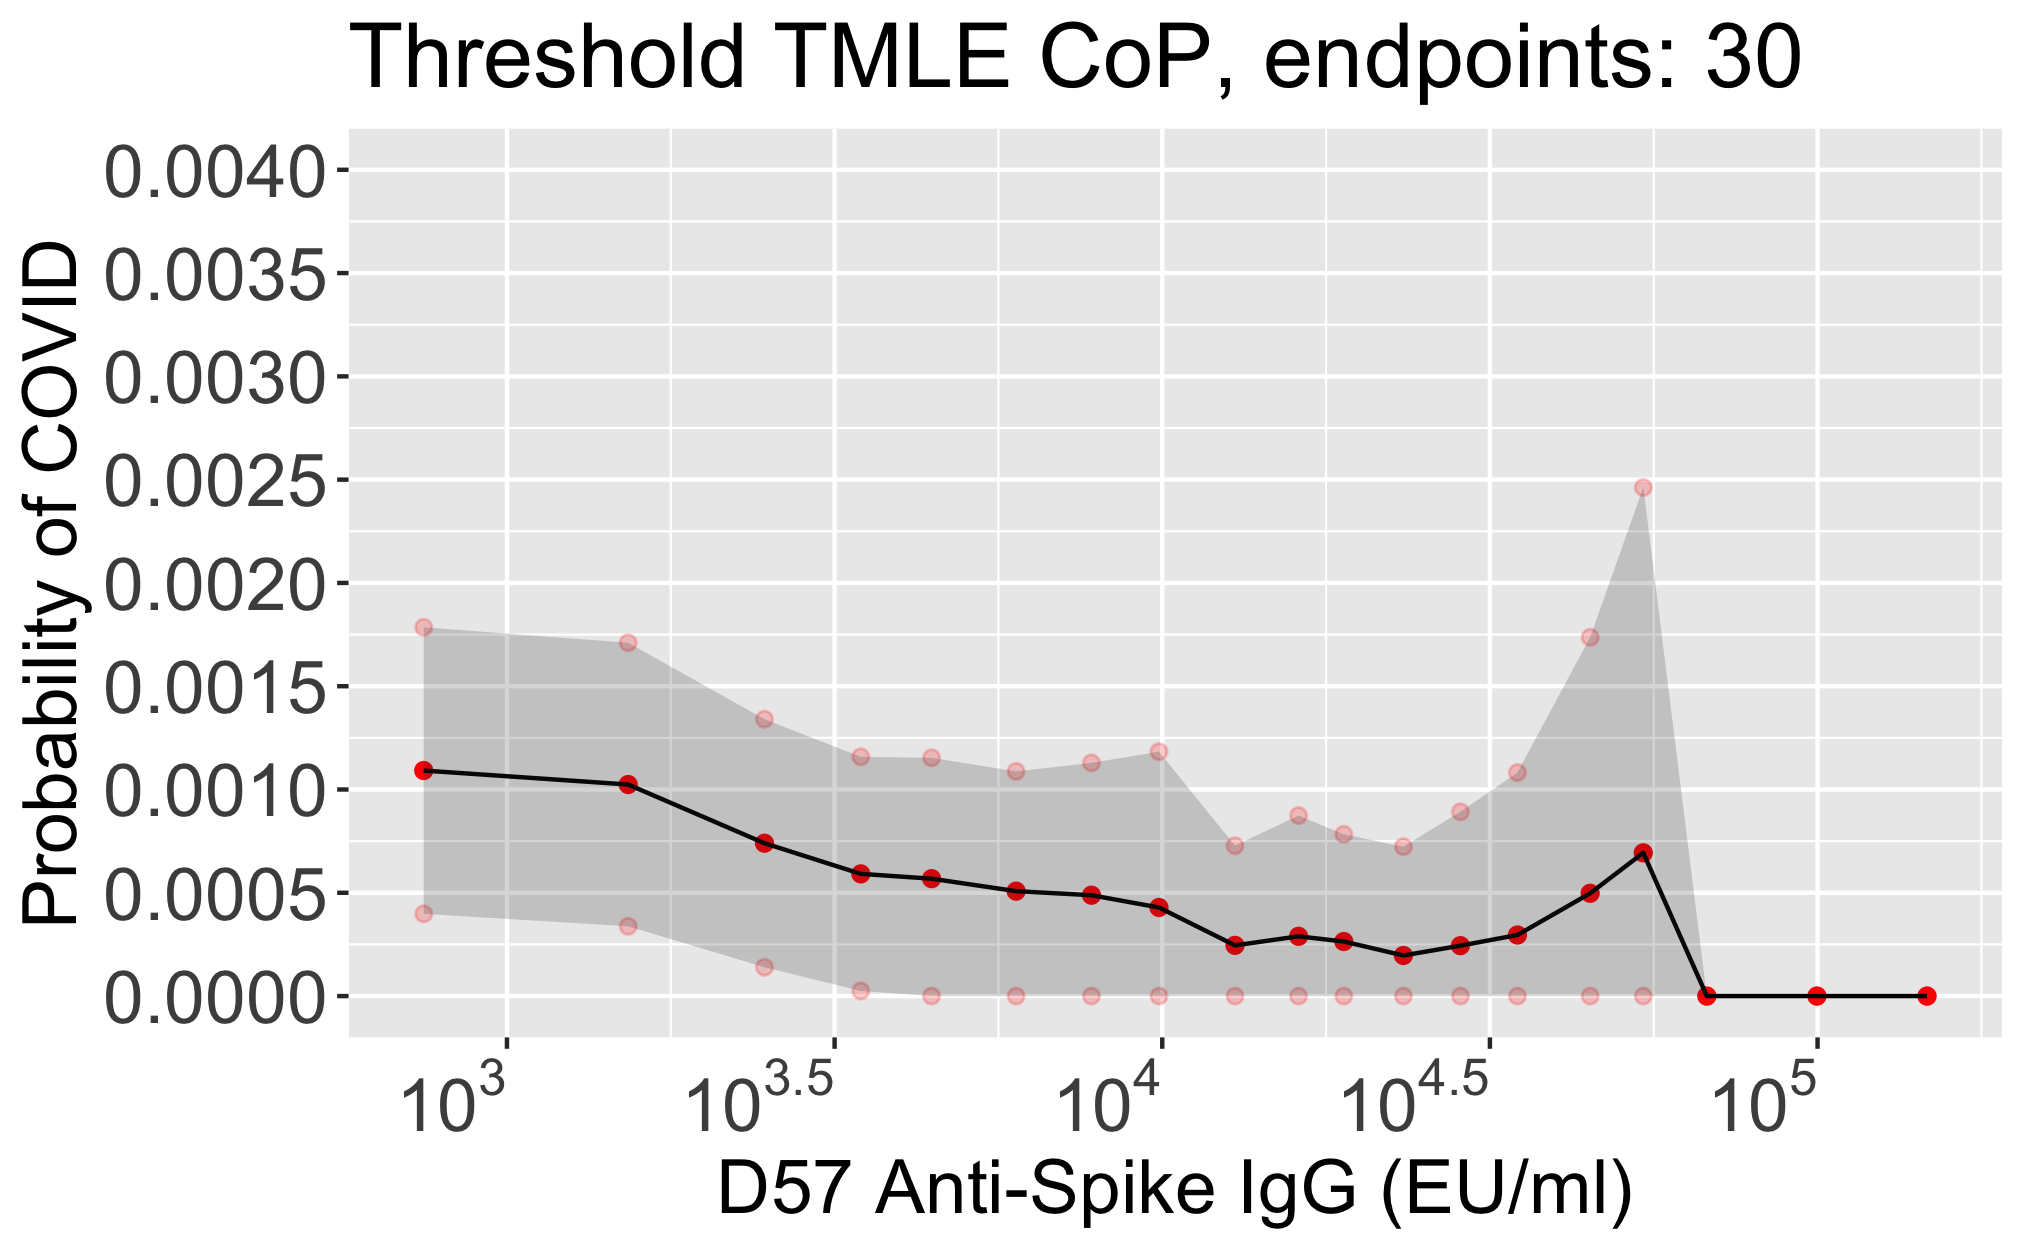 Threshold TMLE CoP, endpoints: 30
Probability of COVID
0.0040
0.0035
0.0030
0.0025
0.0020
0.0015
0.0010
0.0005
0.0000
10^3 10^3.5 10^4 10^4.5 10^5
D57 Anti-Spike IgG (EU/ml)